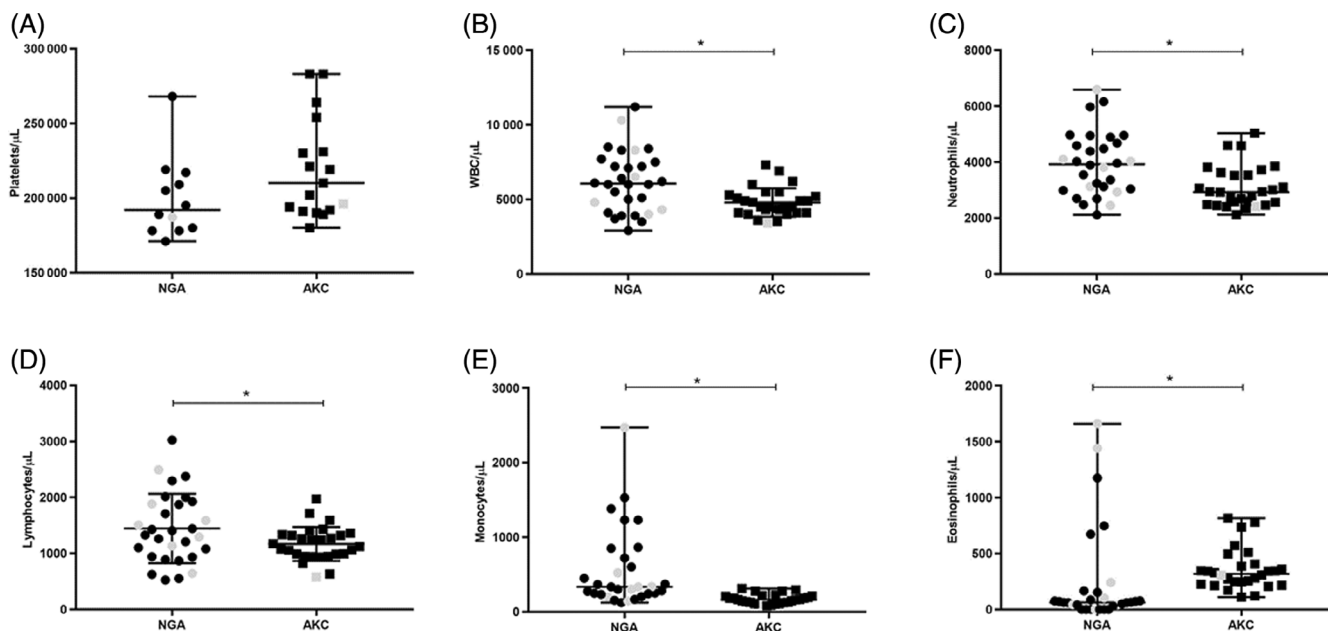 (A)
Platelets/µL
300 000
250 000
200 000
150 000
NGA
AKC
(B)
*
WBC/µL
15 000
10 000
5000
0
NGA
AKC
(C)
*
Neutrophils/µL
8000
6000
4000
2000
0
NGA
AKC
(D)
*
Lymphocytes/µL
4000
3000
2000
1000
0
NGA
AKC
(E)
*
Monocytes/µL
3000
2000
1000
0
NGA
AKC
(F)
*
Eosinophils/µL
2000
1500
1000
500
0
NGA
AKC